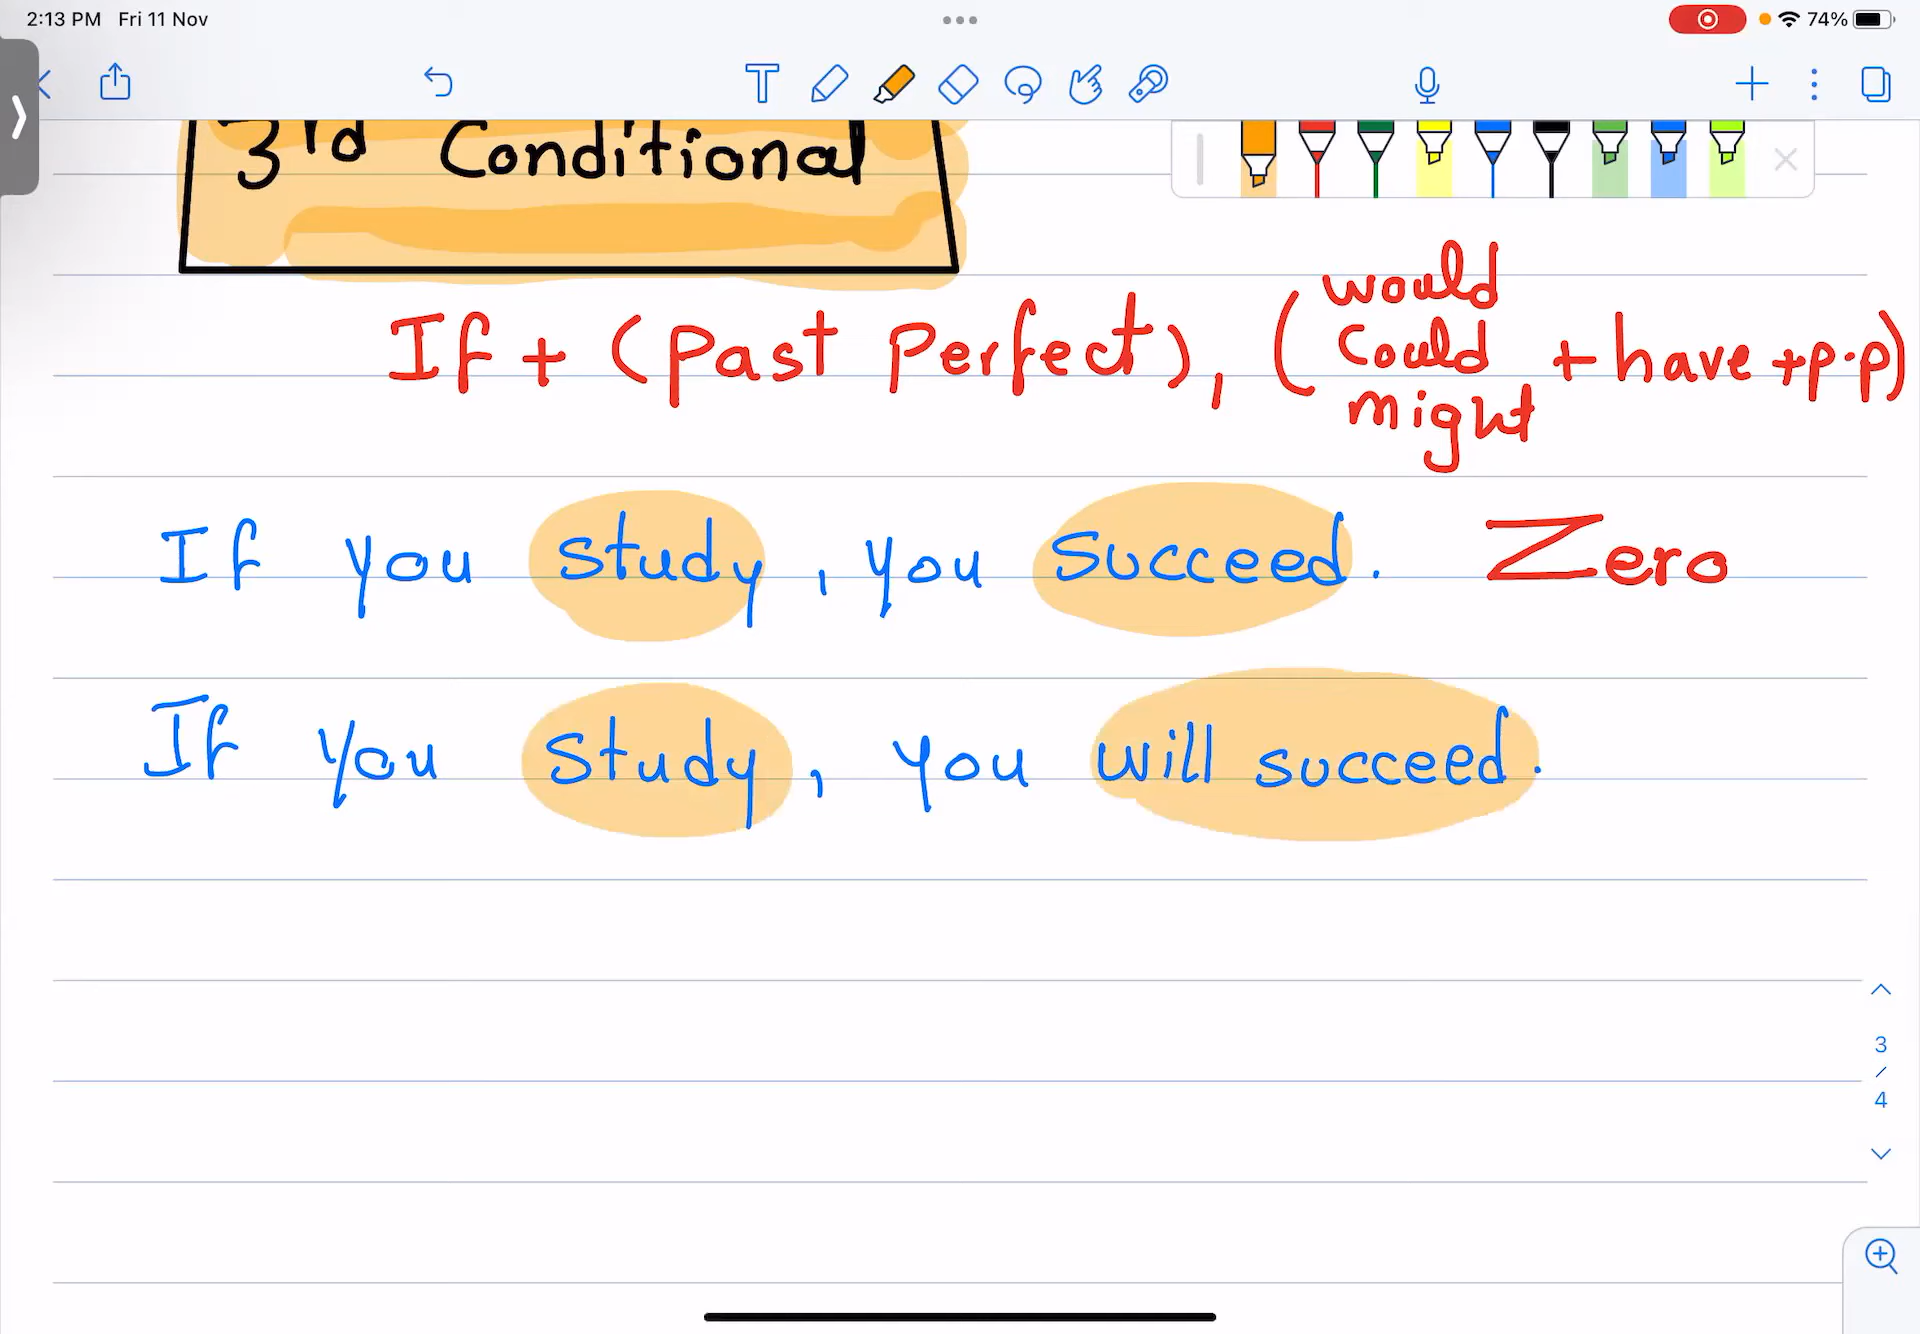 2:13 PM Fri 11 Nov
74%
3rd Conditional
If + (Past Perfect), (would could might + have + p.p)
If you study, you succeed. Zero
If you study, you will succeed.
3
/
4